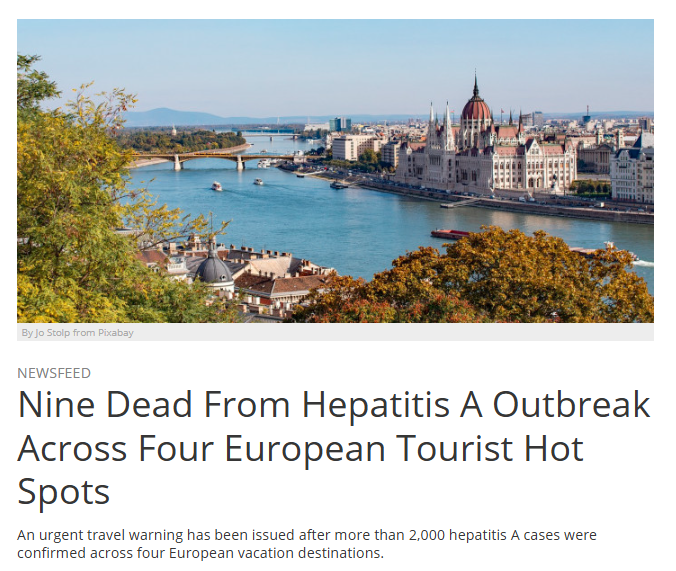 By Jo Stolp from Pixabay
NEWSFEED
Nine Dead From Hepatitis A Outbreak
Across Four European Tourist Hot
Spots
An urgent travel warning has been issued after more than 2,000 hepatitis A cases were
confirmed across four European vacation destinations.